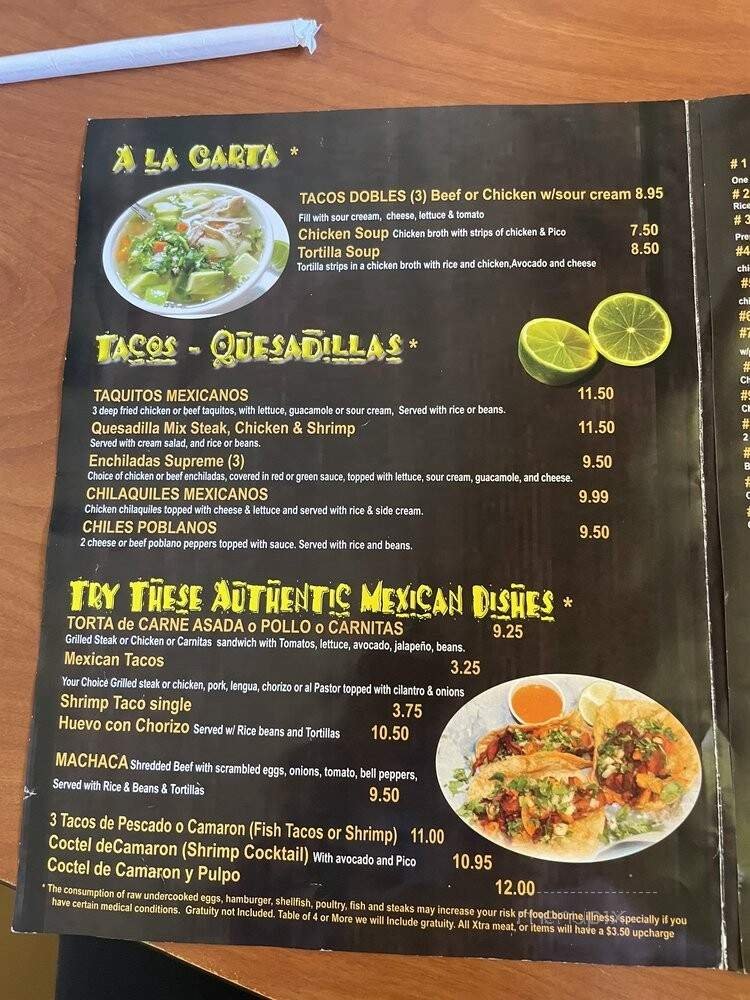 A LA CARTA *
TACOS DOBLES (3) Beef or Chicken w/sour cream 8.95
Fill with sour creeam, cheese, lettuce & tomato
Chicken Soup Chicken broth with strips of chicken & Pico 7.50
Tortilla Soup 8.50
Tortilla strips in a chicken broth with rice and chicken,Avocado and cheese
TACOS - QUESADILLAS *
TAQUITOS MEXICANOS 11.50
3 deep fried chicken or beef taquitos, with lettuce, guacamole or sour cream, Served with rice or beans.
Quesadilla Mix Steak, Chicken & Shrimp 11.50
Served with cream salad, and rice or beans.
Enchiladas Supreme (3) 9.50
Choice of chicken or beef enchiladas, covered in red or green sauce, topped with lettuce, sour cream, guacamole, and cheese.
CHILAQUILES MEXICANOS 9.99
Chicken chilaquiles topped with cheese & lettuce and served with rice & side cream.
CHILES POBLANOS 9.50
2 cheese or beef poblano peppers topped with sauce. Served with rice and beans.
TRY THESE AUTHENTIC MEXICAN DISHES *
TORTA de CARNE ASADA o POLLO o CARNITAS 9.25
Grilled Steak or Chicken or Carnitas sandwich with Tomatos, lettuce, avocado, jalapeño, beans.
Mexican Tacos 3.25
Your Choice Grilled steak or chicken, pork, lengua, chorizo or al Pastor topped with cilantro & onions
Shrimp Taco single 3.75
Huevo con Chorizo Served w/ Rice beans and Tortillas 10.50
MACHACA Shredded Beef with scrambled eggs, onions, tomato, bell peppers,
Served with Rice & Beans & Tortillas 9.50
3 Tacos de Pescado o Camaron (Fish Tacos or Shrimp) 11.00
Coctel deCamaron (Shrimp Cocktail) With avocado and Pico 10.95
Coctel de Camaron y Pulpo 12.00
* The consumption of raw undercooked eggs, hamburger, shellfish, poultry, fish and steaks may increase your risk of food bourne illness, specially if you
have certain medical conditions. Gratuity not Included. Table of 4 or More we will Include gratuity. All Xtra meat, or items will have a $3.50 upcharge
# 1
One
# 2
Rice
# 3
Pre
#4
chi